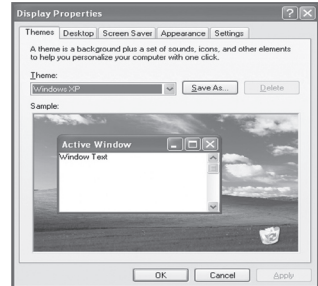 Display Properties
Themes Desktop Screen Saver Appearance Settings
A theme is a background plus a set of sounds, icons, and other elements
to help you personalize your computer with one click.
Theme:
Windows XP Save As... Delete
Sample:
Active Window
Window Text
OK Cancel Apply